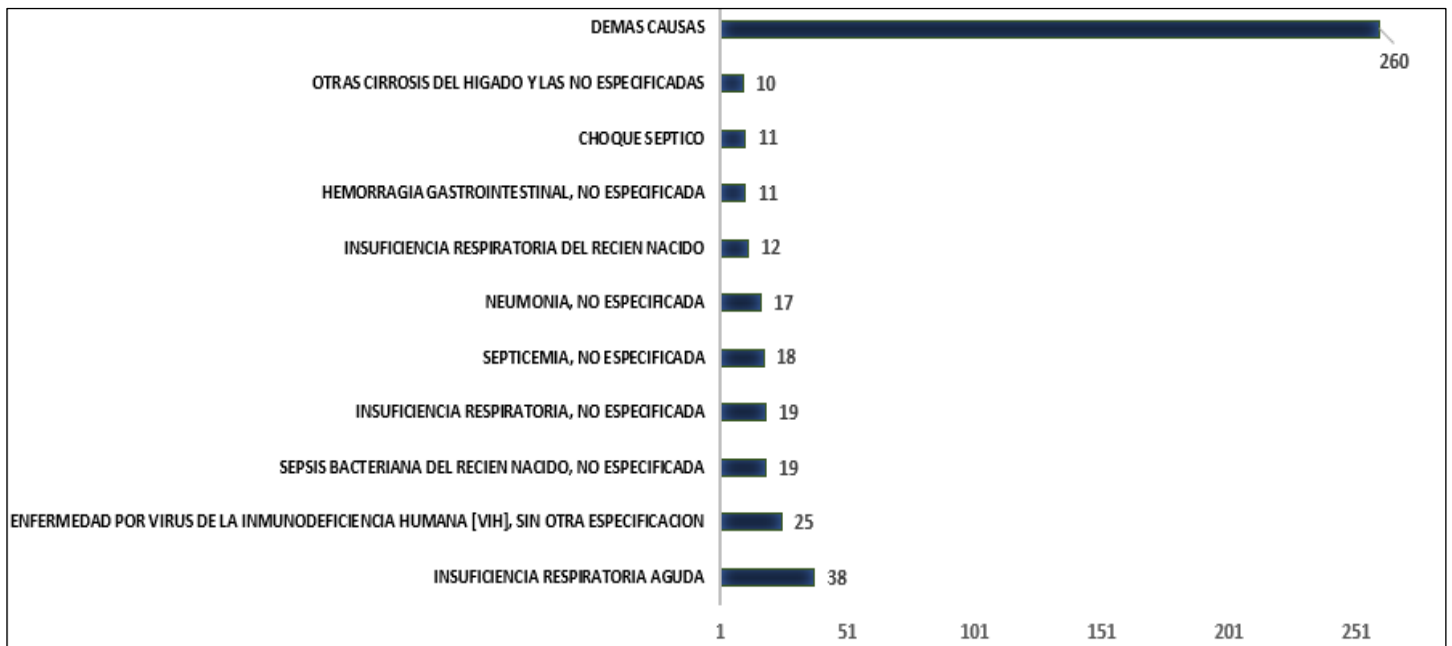 DEMAS CAUSAS
260
OTRAS CIRROSIS DEL HIGADO Y LAS NO ESPECIFICADAS 10
CHOQUE SEPTICO 11
HEMORRAGIA GASTROINTESTINAL, NO ESPECIFICADA 11
INSUFICIENCIA RESPIRATORIA DEL RECIEN NACIDO 12
NEUMONIA, NO ESPECIFICADA 17
SEPTICEMIA, NO ESPECIFICADA 18
INSUFICIENCIA RESPIRATORIA, NO ESPECIFICADA 19
SEPSIS BACTERIANA DEL RECIEN NACIDO, NO ESPECIFICADA 19
ENFERMEDAD POR VIRUS DE LA INMUNODEFICIENCIA HUMANA [VIH], SIN OTRA ESPECIFICACION 25
INSUFICIENCIA RESPIRATORIA AGUDA 38
1 51 101 151 201 251